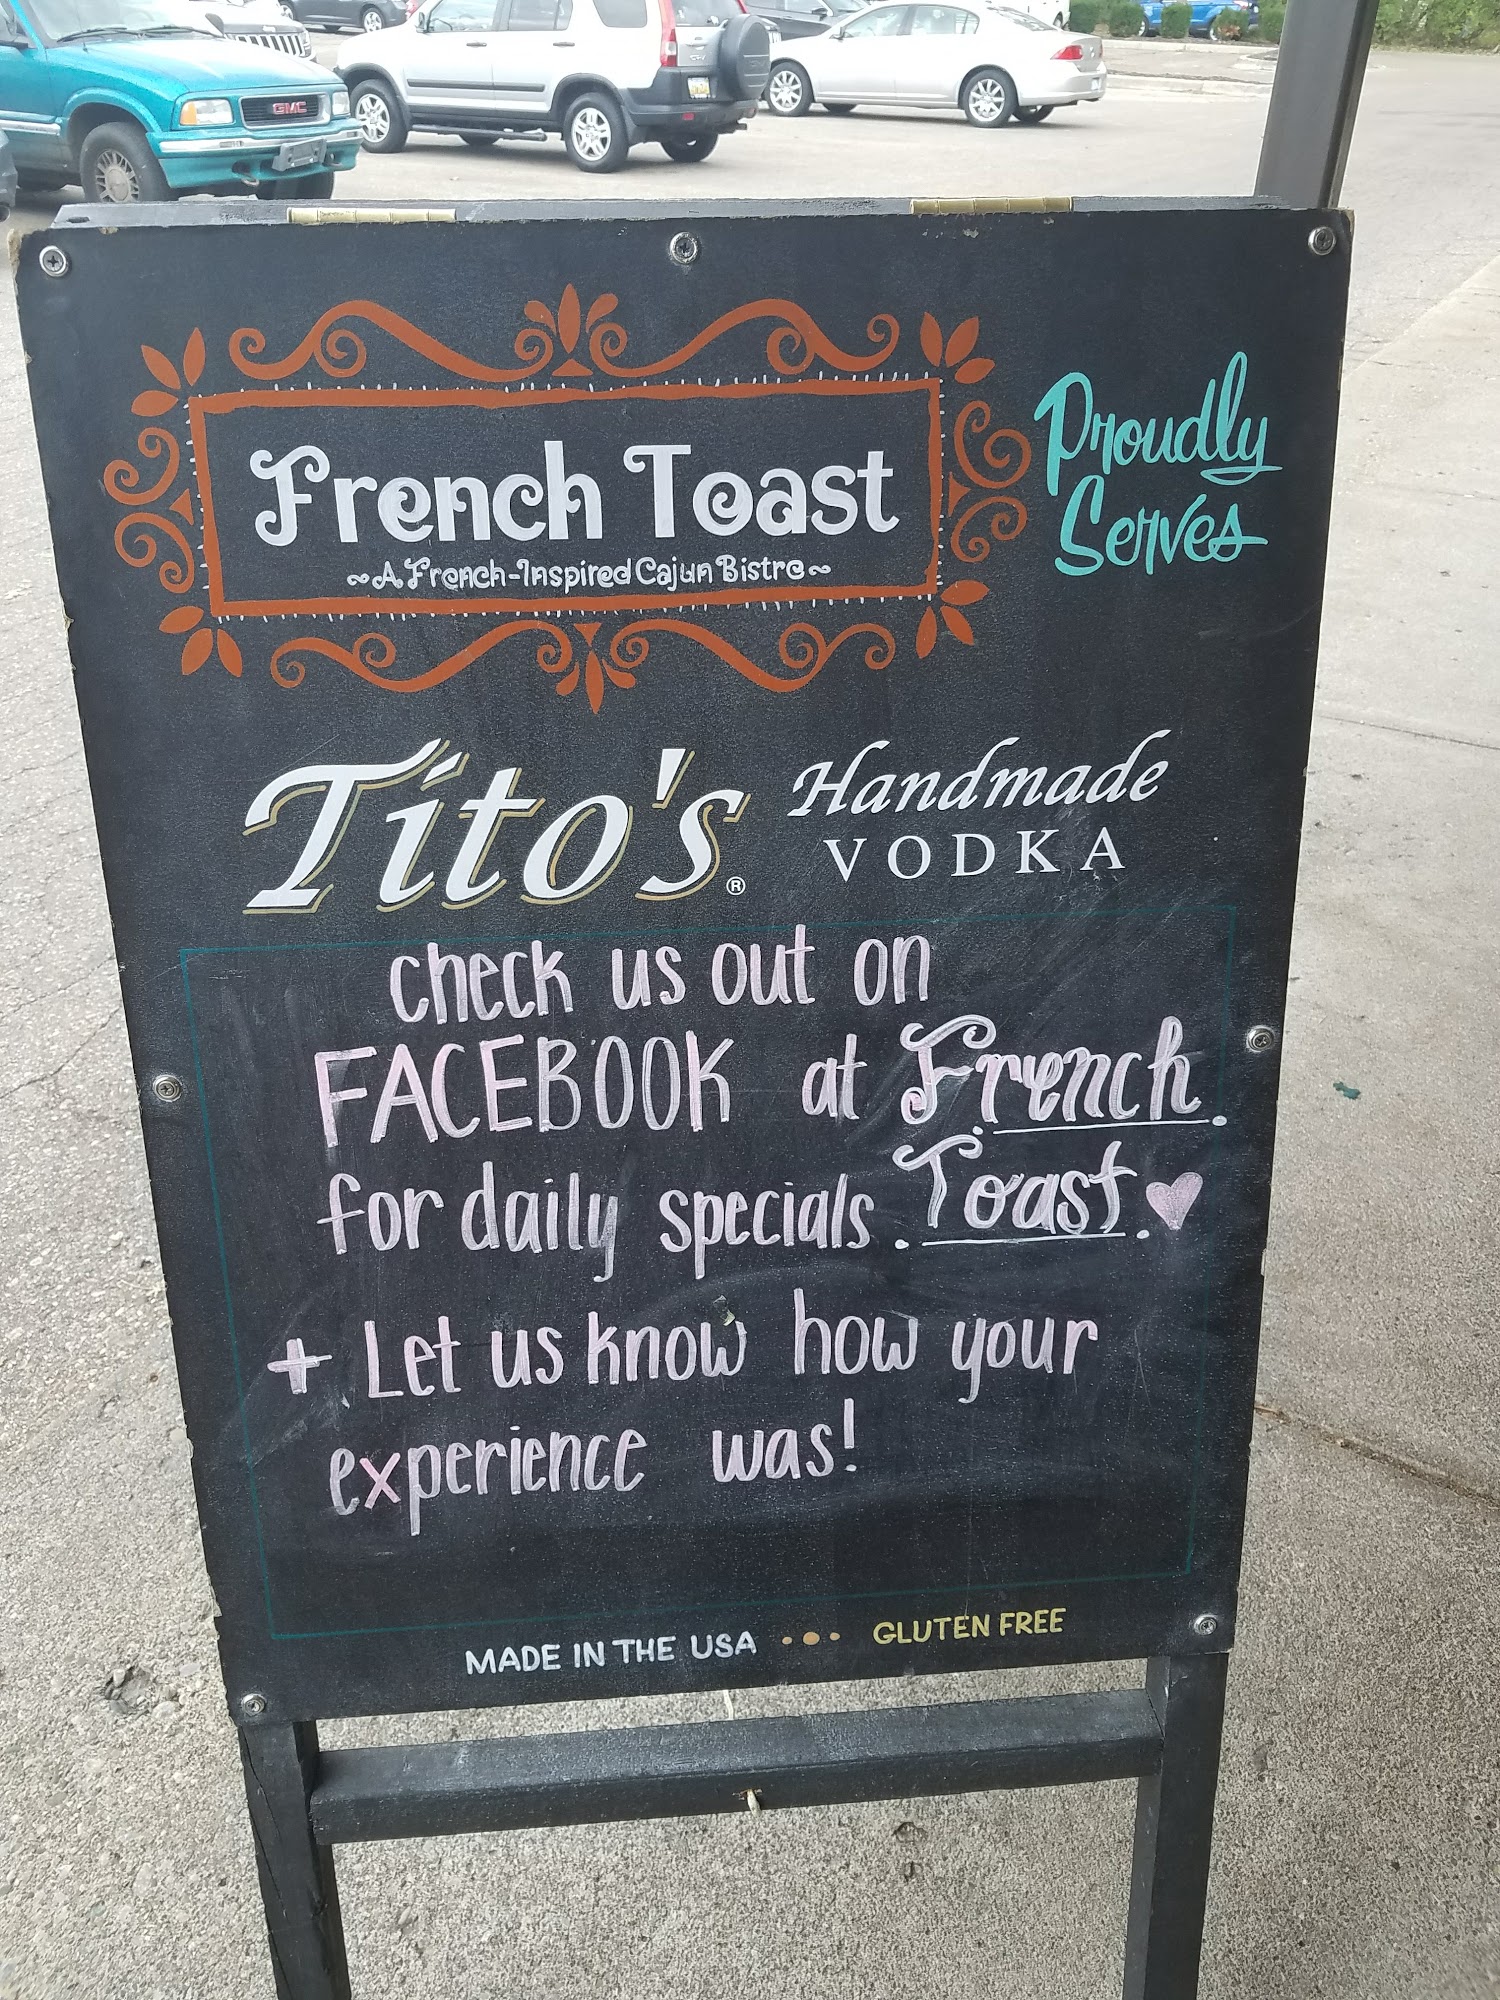 GMC
French Toast
~A French-Inspired Cajun Bistro~
Proudly
Serves
Tito's®
Handmade
VODKA
check us out on
FACEBOOK at French
for daily specials. Toast ♥
+ Let us know how your
experience was!
MADE IN THE USA • • • GLUTEN FREE